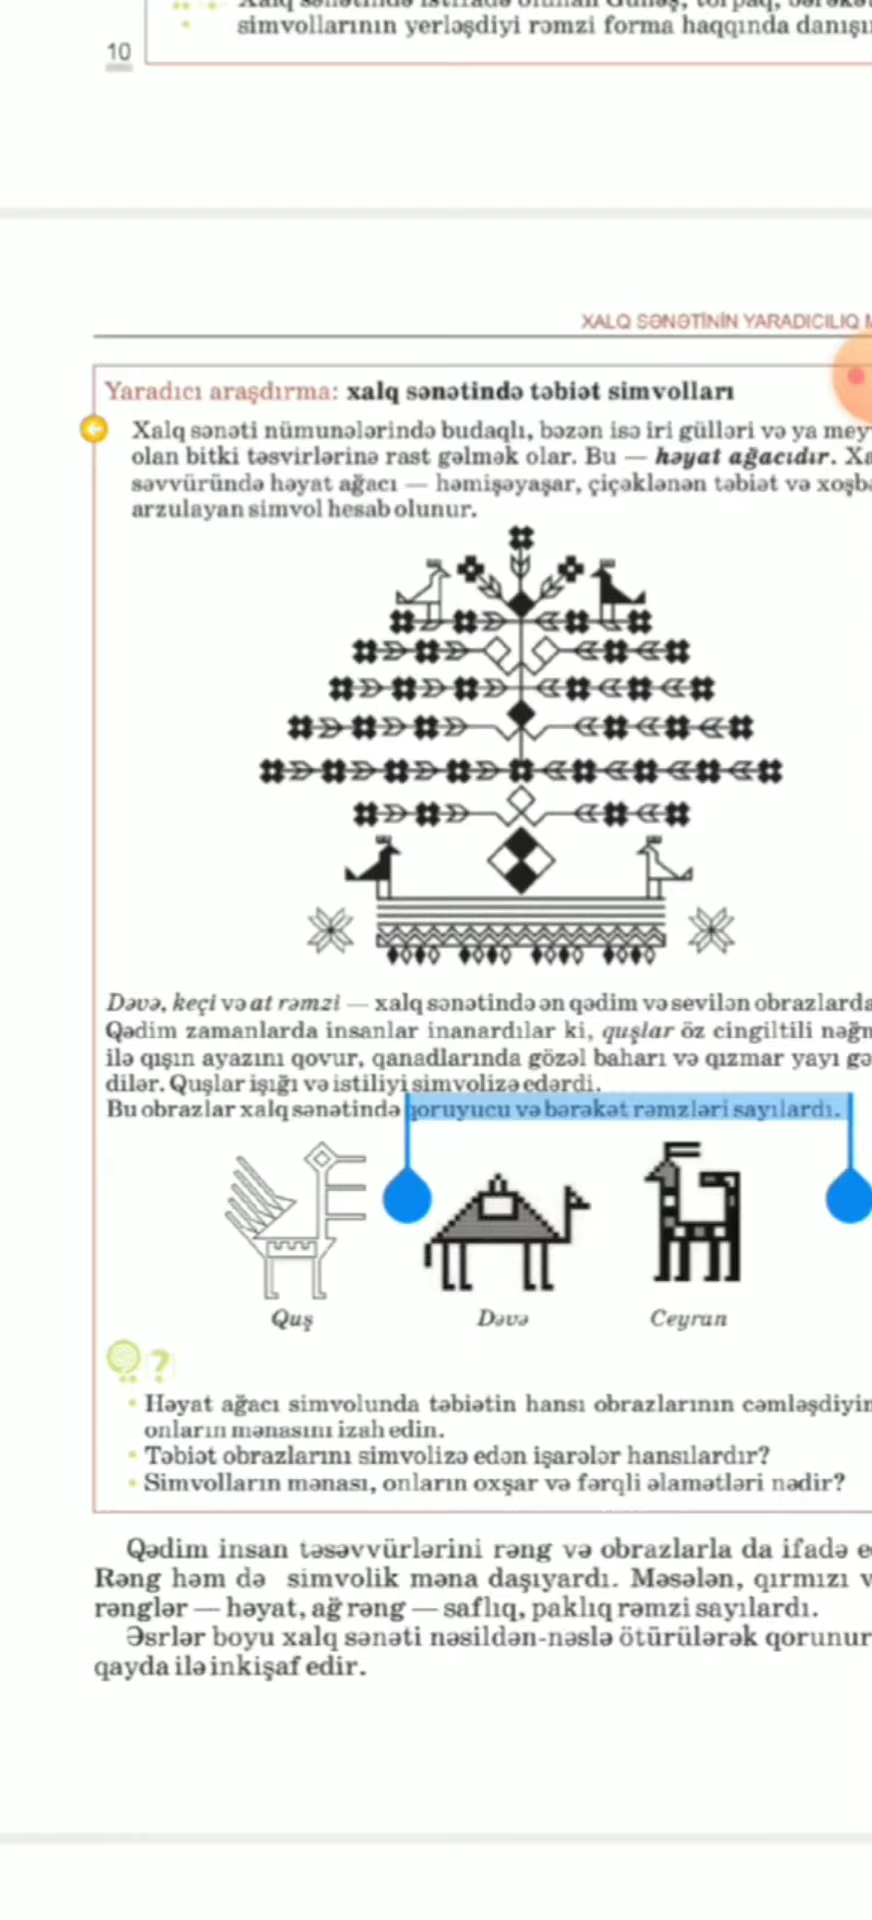 simvollarının yerləşdiyi rəmzi forma haqqında
10
XALQ SƏNƏTİNİN YARADICILIQ
Yaradıcı araşdırma: xalq sənətində təbiət simvolları
Xalq sənəti nümunələrində budaqlı, bəzən isə iri gülləri və ya
olan bitki təsvirlərinə rast gəlmək olar. Bu — həyat ağacıdır.
səvvüründə həyat ağacı — həmişəyaşar, çiçəklənən təbiət və
arzulayan simvol hesab olunur.
Dəvə, keçi və at rəmzi — xalq sənətində ən qədim və sevilən
Qədim zamanlarda insanlar inanardılar ki, quşlar öz cingiltili
ilə qışın ayazını qovur, qanadlarında gözəl baharı və qızmar yayı
dilər. Quşlar işığı və istiliyi simvolizə edərdi.
Bu obrazlar xalq sənətində qoruyucu və bərəkət rəmzləri sayılardı.
Quş Dəvə Ceyran
?
• Həyat ağacı simvolunda təbiətin hansı obrazlarının
onların mənasını izah edin.
• Təbiət obrazlarını simvolizə edən işarələr hansılardır?
• Simvolların mənası, onların oxşar və fərqli əlamətləri nədir?
Qədim insan təsəvvürlərini rəng və obrazlarla da ifadə
Rəng həm də simvolik məna daşıyardı. Məsələn, qırmızı
rənglər — həyat, ağ rəng — saflıq, paklıq rəmzi sayılardı.
Əsrlər boyu xalq sənəti nəsildən-nəslə ötürülərək
qayda ilə inkişaf edir.